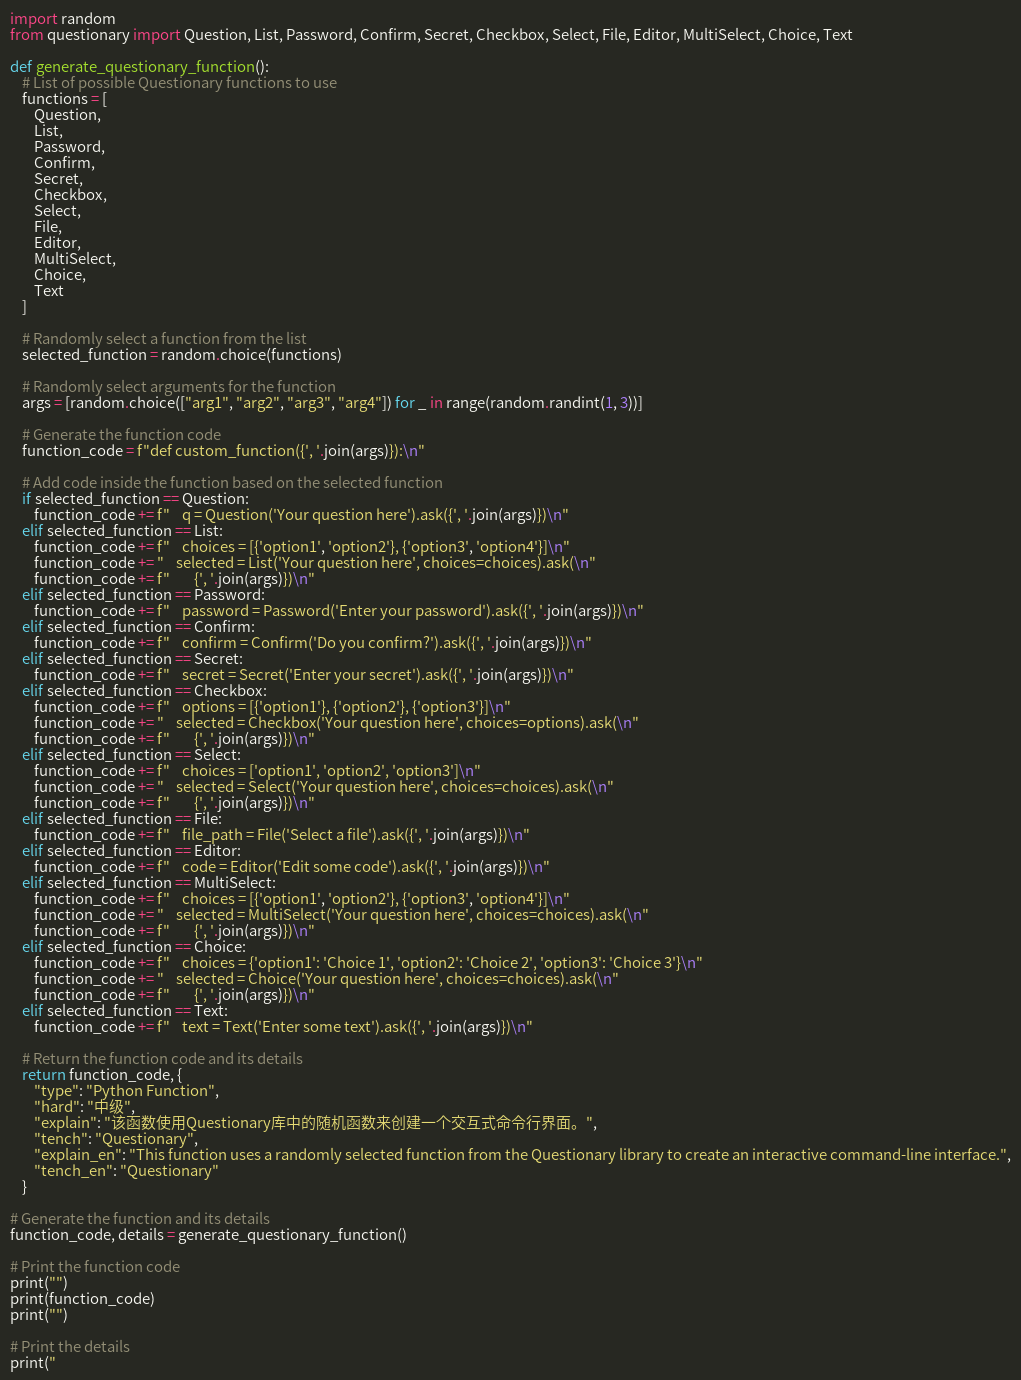 import random
from questionary import Question, List, Password, Confirm, Secret, Checkbox, Select, File, Editor, MultiSelect, Choice, Text

def generate_questionary_function():
    # List of possible Questionary functions to use
    functions = [
        Question,
        List,
        Password,
        Confirm,
        Secret,
        Checkbox,
        Select,
        File,
        Editor,
        MultiSelect,
        Choice,
        Text
    ]

    # Randomly select a function from the list
    selected_function = random.choice(functions)

    # Randomly select arguments for the function
    args = [random.choice(["arg1", "arg2", "arg3", "arg4"]) for _ in range(random.randint(1, 3))]

    # Generate the function code
    function_code = f"def custom_function({', '.join(args)}):\n"

    # Add code inside the function based on the selected function
    if selected_function == Question:
        function_code += f"    q = Question('Your question here').ask({', '.join(args)})\n"
    elif selected_function == List:
        function_code += f"    choices = [{'option1', 'option2'}, {'option3', 'option4'}]\n"
        function_code += "    selected = List('Your question here', choices=choices).ask(\n"
        function_code += f"        {', '.join(args)})\n"
    elif selected_function == Password:
        function_code += f"    password = Password('Enter your password').ask({', '.join(args)})\n"
    elif selected_function == Confirm:
        function_code += f"    confirm = Confirm('Do you confirm?').ask({', '.join(args)})\n"
    elif selected_function == Secret:
        function_code += f"    secret = Secret('Enter your secret').ask({', '.join(args)})\n"
    elif selected_function == Checkbox:
        function_code += f"    options = [{'option1'}, {'option2'}, {'option3'}]\n"
        function_code += "    selected = Checkbox('Your question here', choices=options).ask(\n"
        function_code += f"        {', '.join(args)})\n"
    elif selected_function == Select:
        function_code += f"    choices = ['option1', 'option2', 'option3']\n"
        function_code += "    selected = Select('Your question here', choices=choices).ask(\n"
        function_code += f"        {', '.join(args)})\n"
    elif selected_function == File:
        function_code += f"    file_path = File('Select a file').ask({', '.join(args)})\n"
    elif selected_function == Editor:
        function_code += f"    code = Editor('Edit some code').ask({', '.join(args)})\n"
    elif selected_function == MultiSelect:
        function_code += f"    choices = [{'option1', 'option2'}, {'option3', 'option4'}]\n"
        function_code += "    selected = MultiSelect('Your question here', choices=choices).ask(\n"
        function_code += f"        {', '.join(args)})\n"
    elif selected_function == Choice:
        function_code += f"    choices = {'option1': 'Choice 1', 'option2': 'Choice 2', 'option3': 'Choice 3'}\n"
        function_code += "    selected = Choice('Your question here', choices=choices).ask(\n"
        function_code += f"        {', '.join(args)})\n"
    elif selected_function == Text:
        function_code += f"    text = Text('Enter some text').ask({', '.join(args)})\n"

    # Return the function code and its details
    return function_code, {
        "type": "Python Function",
        "hard": "中级",
        "explain": "该函数使用Questionary库中的随机函数来创建一个交互式命令行界面。",
        "tench": "Questionary",
        "explain_en": "This function uses a randomly selected function from the Questionary library to create an interactive command-line interface.",
        "tench_en": "Questionary"
    }

# Generate the function and its details
function_code, details = generate_questionary_function()

# Print the function code
print("")
print(function_code)
print("")

# Print the details
print("